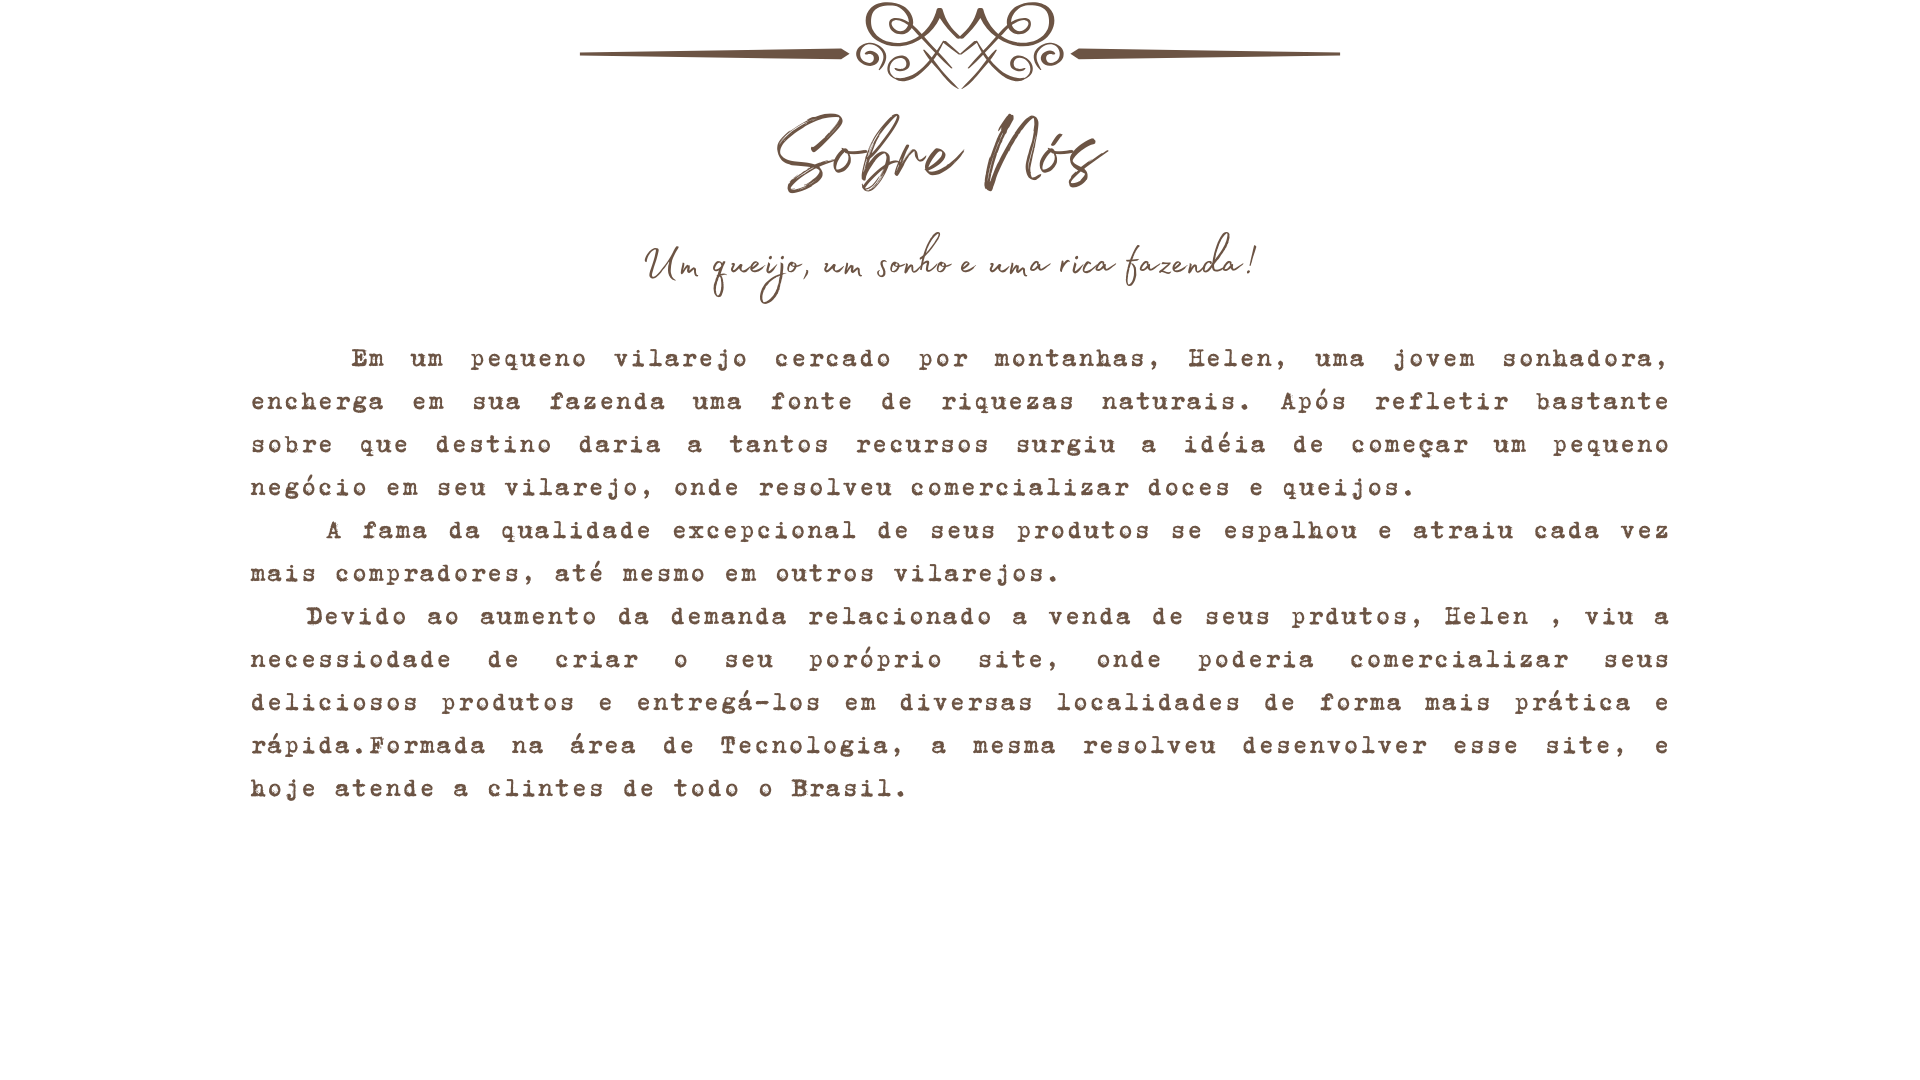 Sobre Nós
Um queijo, um sonho e uma rica fazenda!
Em um pequeno vilarejo cercado por montanhas, Helen, uma jovem sonhadora,
encherga em sua fazenda uma fonte de riquezas naturais. Após refletir bastante
sobre que destino daria a tantos recursos surgiu a idéia de começar um pequeno
negócio em seu vilarejo, onde resolveu comercializar doces e queijos.
A fama da qualidade excepcional de seus produtos se espalhou e atraiu cada vez
mais compradores, até mesmo em outros vilarejos.
Devido ao aumento da demanda relacionado a venda de seus prdutos, Helen , viu a
necessiodade de criar o seu poróprio site, onde poderia comercializar seus
deliciosos produtos e entregá-los em diversas localidades de forma mais prática e
rápida.Formada na área de Tecnologia, a mesma resolveu desenvolver esse site, e
hoje atende a clintes de todo o Brasil.